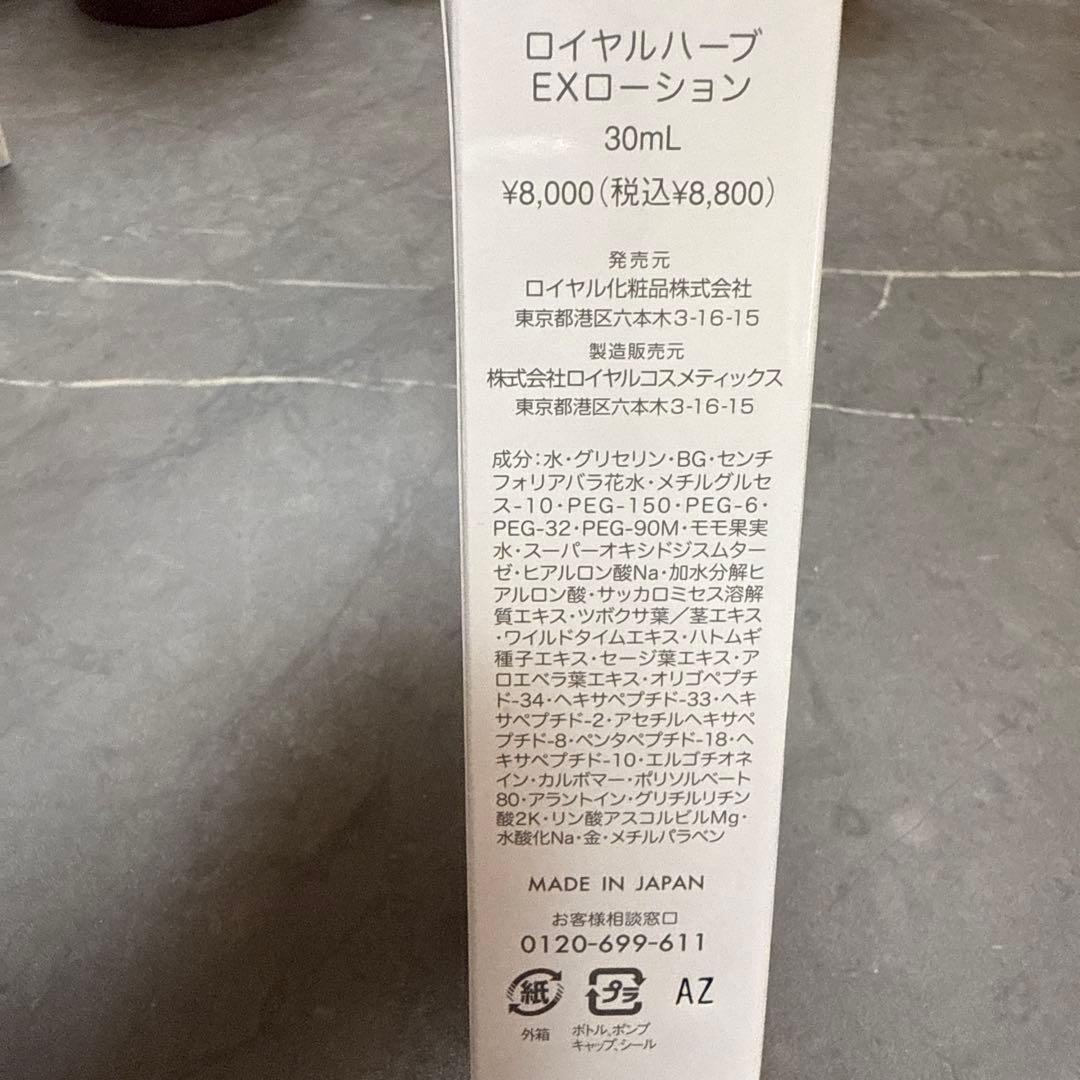 ロイヤルハーブ
EXローション
30mL
¥8,000(税込¥8,800)
発売元
ロイヤル化粧品株式会社
東京都港区六本木3-16-15
製造販売元
株式会社ロイヤルコスメティックス
東京都港区六本木3-16-15
成分:水・グリセリン・BG・センチ
フォリアバラ花水・メチルグルセ
ス-10・PEG-150・PEG-6・
PEG-32・PEG-90M・モモ果実
水・スーパーオキシドジスムター
ゼ・ヒアルロン酸Na・加水分解ヒ
アルロン酸・サッカロミセス溶解
質エキス・ツボクサ葉/茎エキス
・ワイルドタイムエキス・ハトムギ
種子エキス・セージ葉エキス・ア
ロエベラ葉エキス・オリゴペプチ
ド-34・ヘキサペプチド-33・ヘキ
サペプチド-2・アセチルヘキサペ
プチド-8・ペンタペプチド-18・ヘ
キサペプチド-10・エルゴチオネ
イン・カルボマー・ポリソルベート
80・アラントイン・グリチルリチン
酸2K・リン酸アスコルビルMg・
水酸化Na・金・メチルパラベン
MADE IN JAPAN
お客様相談窓口
0120-699-611
紙 プラ AZ
外箱 ボトル、ポンプ
キャップ、シール